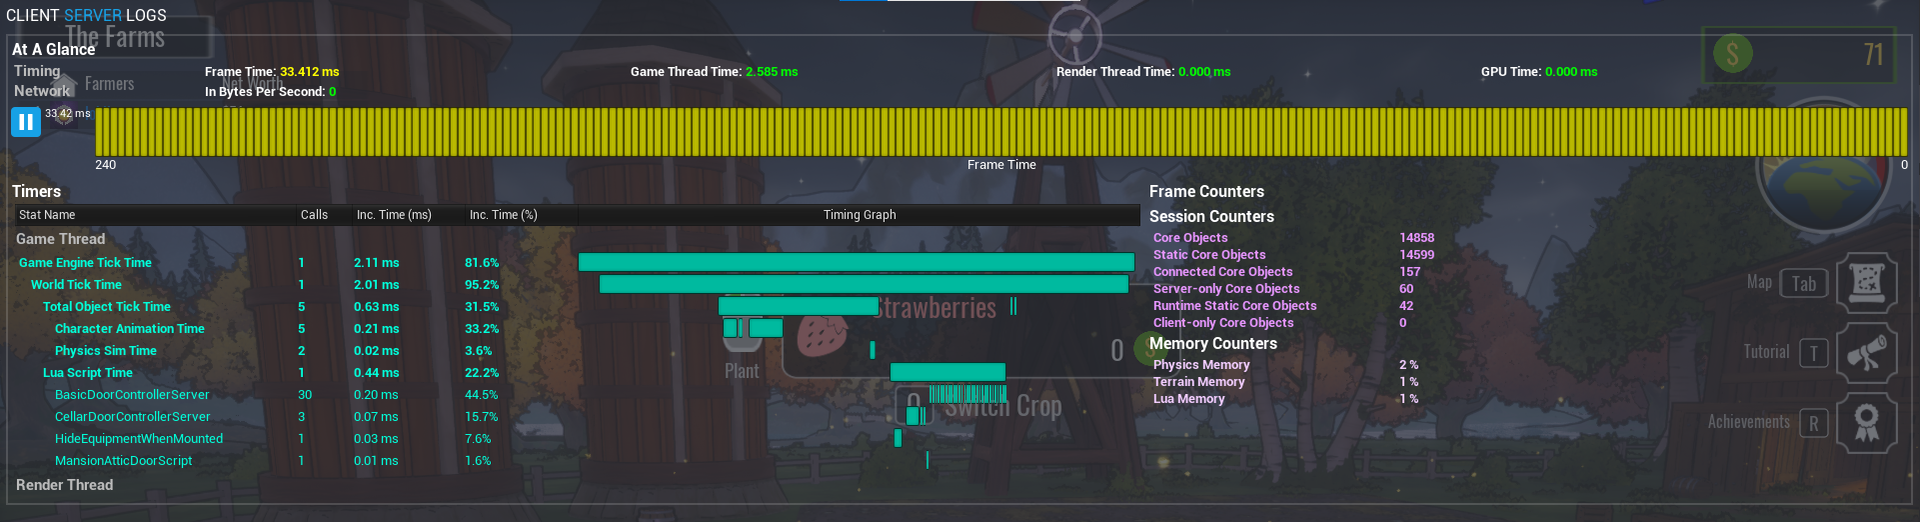 CLIENT SERVER LOGS
The Farms
At A Glance
71
Timing
Frame Time: 33.412 ms
Game Thread Time: 2.585 ms
Render Thread Time: 0.000 ms
GPU Time: 0.000 ms
Farmers
Net Worth
Network
In Bytes Per Second: 0
33.42 ms
240
Frame Time
0
Timers
Stat Name Calls Inc. Time (ms) Inc. Time (%) Timing Graph
Game Thread
Game Engine Tick Time 1 2.11 ms 81.6%
World Tick Time 1 2.01 ms 95.2%
Total Object Tick Time 5 0.63 ms 31.5%
Character Animation Time 5 0.21 ms 33.2%
Physics Sim Time 2 0.02 ms 3.6%
Lua Script Time 1 0.44 ms 22.2%
BasicDoorControllerServer 30 0.20 ms 44.5%
CellarDoorControllerServer 3 0.07 ms 15.7%
HideEquipmentWhenMounted 1 0.03 ms 7.6%
MansionAtticDoorScript 1 0.01 ms 1.6%
Render Thread
Strawberries
0 $
Plant
Switch Crop
Frame Counters
Session Counters
Core Objects 14858
Static Core Objects 14599
Connected Core Objects 157
Server-only Core Objects 60
Runtime Static Core Objects 42
Client-only Core Objects 0
Memory Counters
Physics Memory 2 %
Terrain Memory 1 %
Lua Memory 1 %
Map Tab
Tutorial T
Achievements R